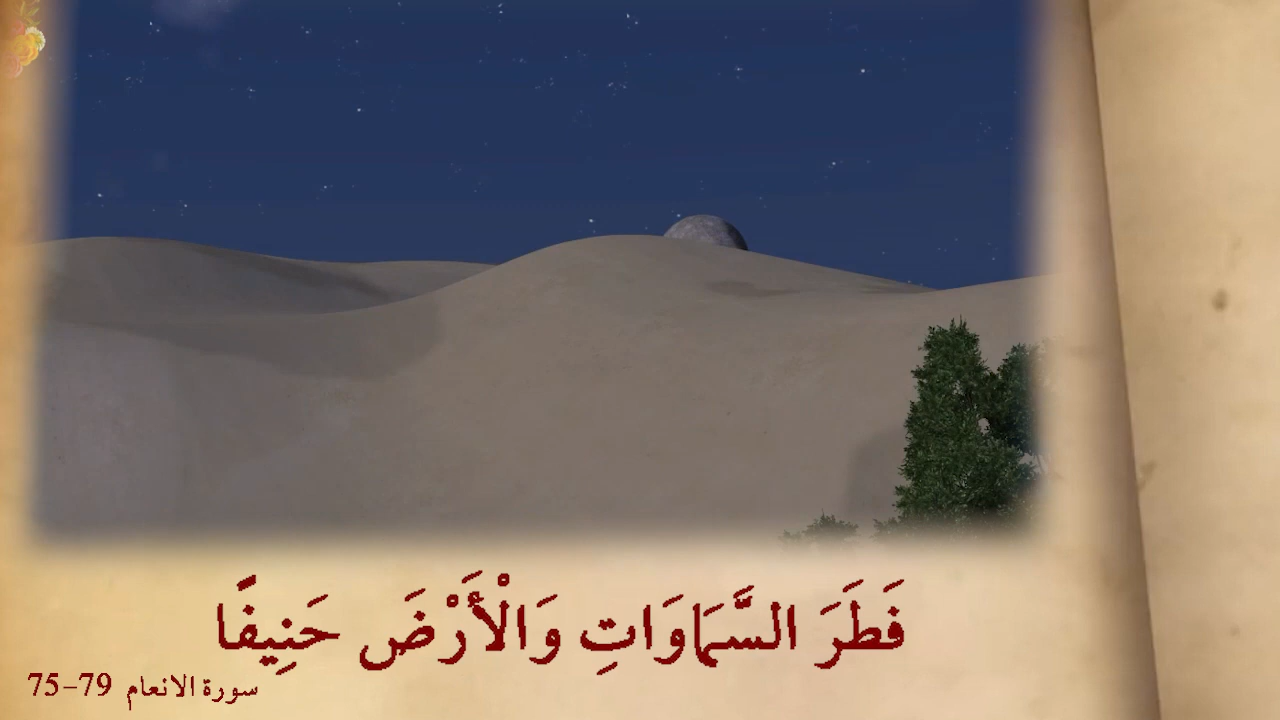 فَطَرَ السَّمَاوَاتِ وَالْأَرْضَ حَنِيفًا
سورة الانعام 75-79